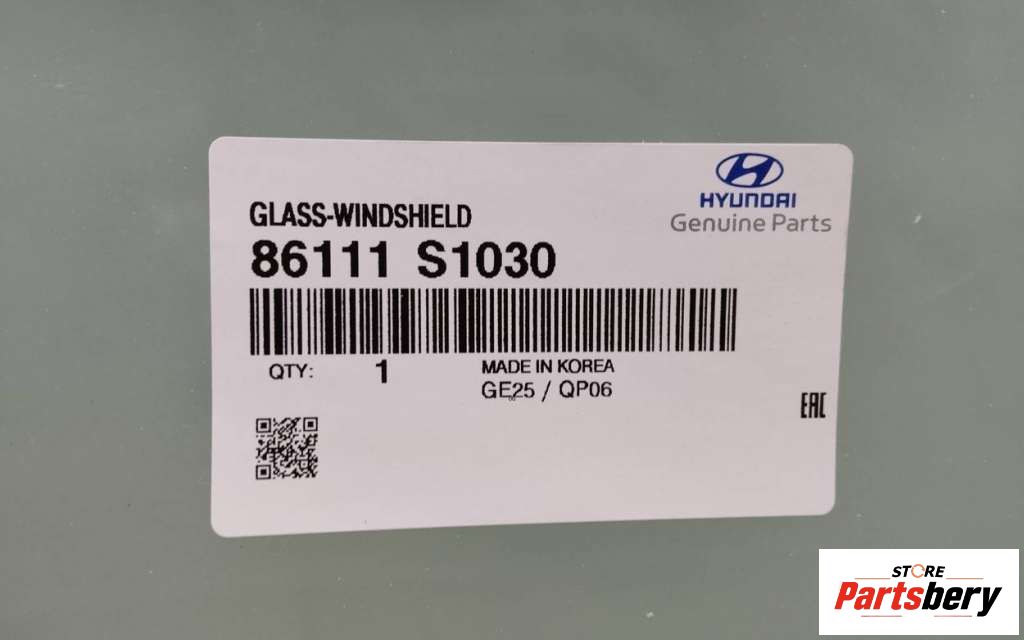 HYUNDAI
Genuine Parts
GLASS-WINDSHIELD
86111 S1030
QTY: 1
MADE IN KOREA
GE25 / QP06
EAC
STORE
Partsbery